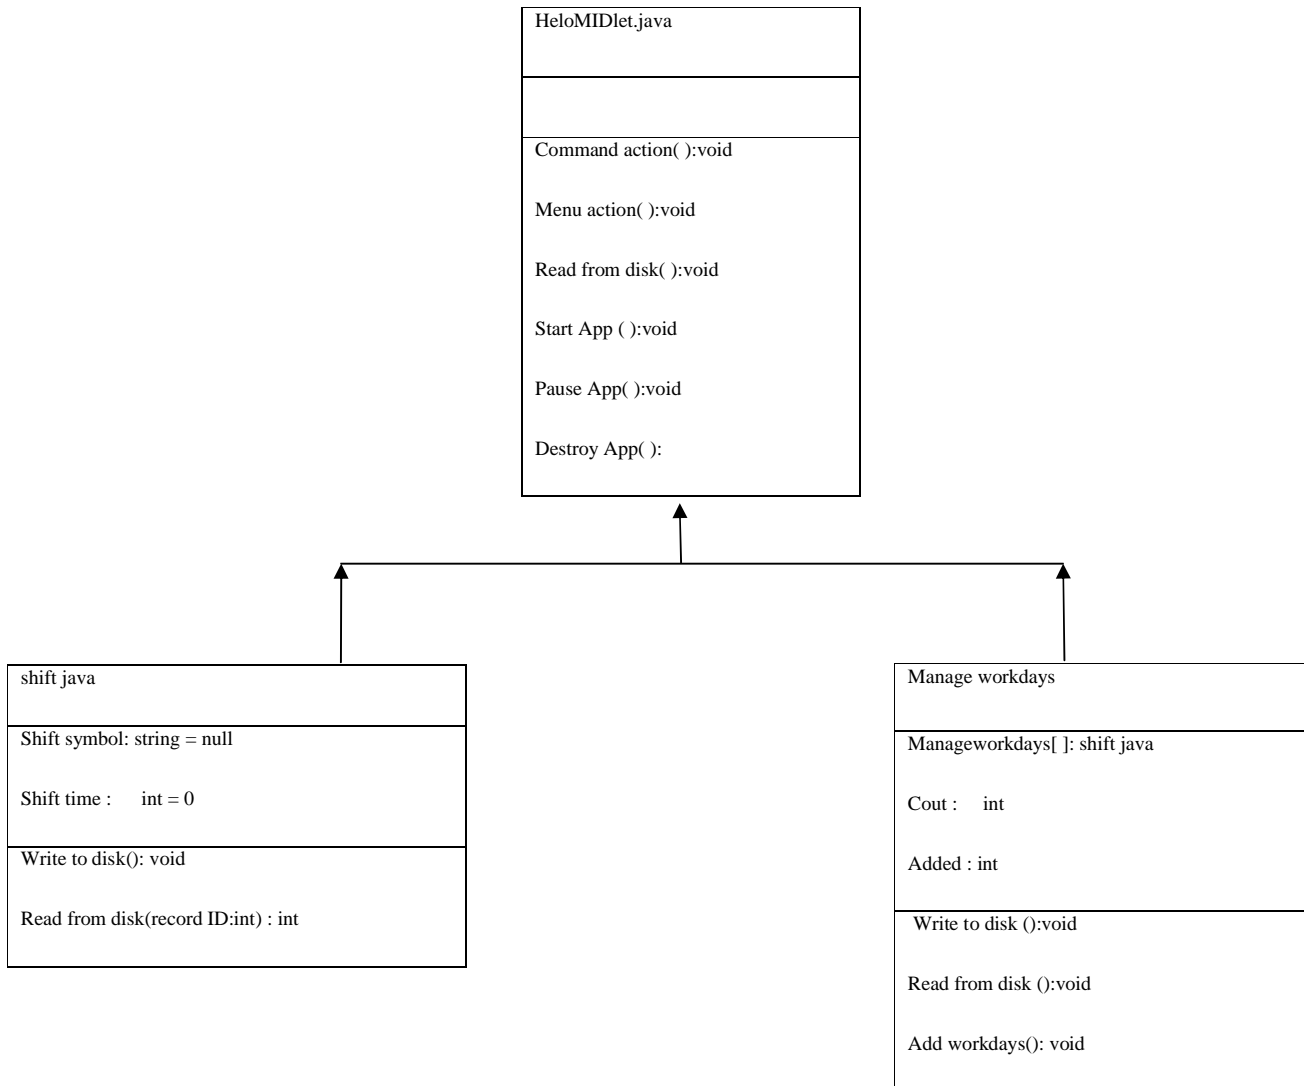 HeloMIDlet.java
Command action( ):void
Menu action( ):void
Read from disk( ):void
Start App ( ):void
Pause App( ):void
Destroy App( ):
shift java
Shift symbol: string = null
Shift time :     int = 0
Write to disk(): void
Read from disk(record ID:int) : int
Manage workdays
Manageworkdays[ ]: shift java
Cout :     int
Added : int
Write to disk ():void
Read from disk ():void
Add workdays(): void